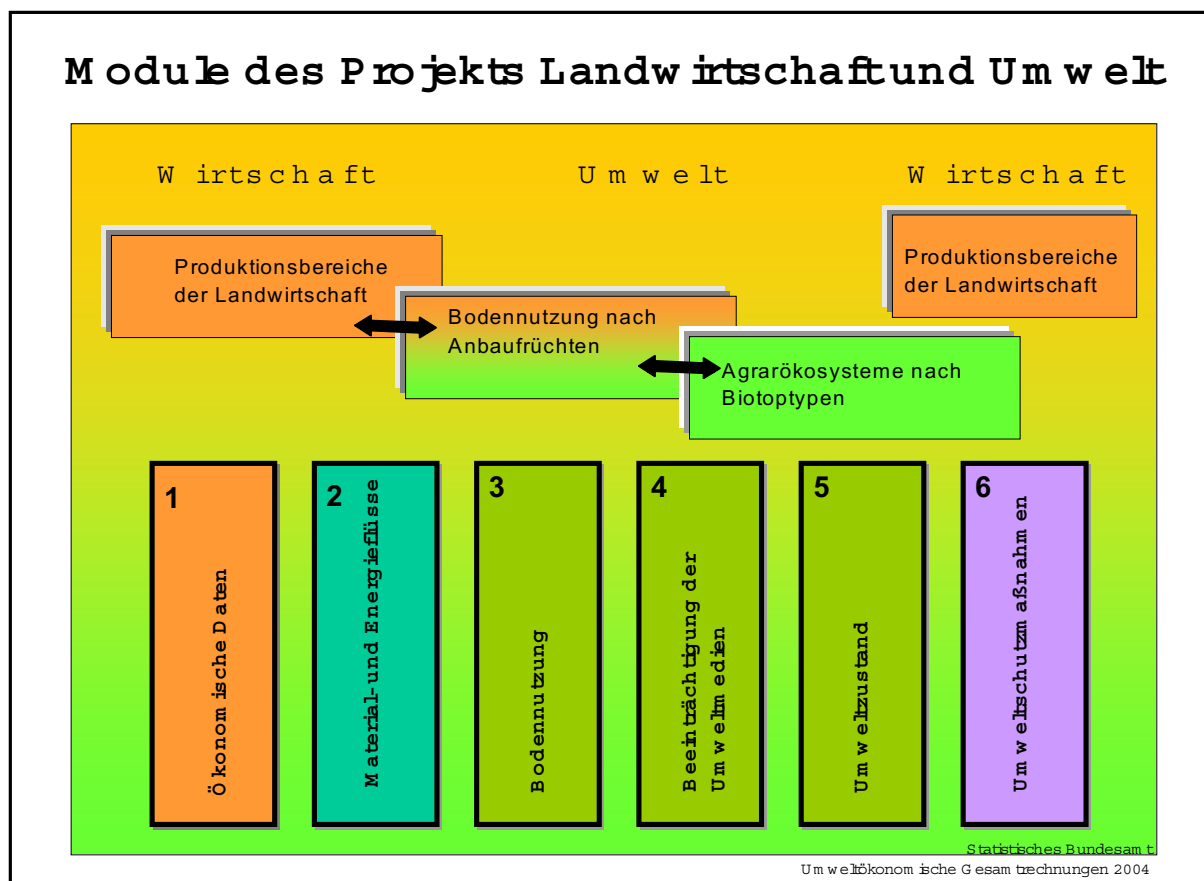 Module des Projekts Landwirtschaft und Umwelt
Wirtschaft
Umwelt
Wirtschaft
Produktionsbereiche
der Landwirtschaft
Produktionsbereiche
der Landwirtschaft
Bodennutzung nach
Anbaufrüchten
Agrarökosysteme nach
Biotoptypen
1
Ökonomische Daten
2
Material- und Energieflüsse
3
Bodennutzung
4
Beeinträchtigung der
Umweltmedien
5
Umweltzustand
6
Umweltschutzmaßnahmen
Statistisches Bundesamt
Umweltökonomische Gesamtrechnungen 2004